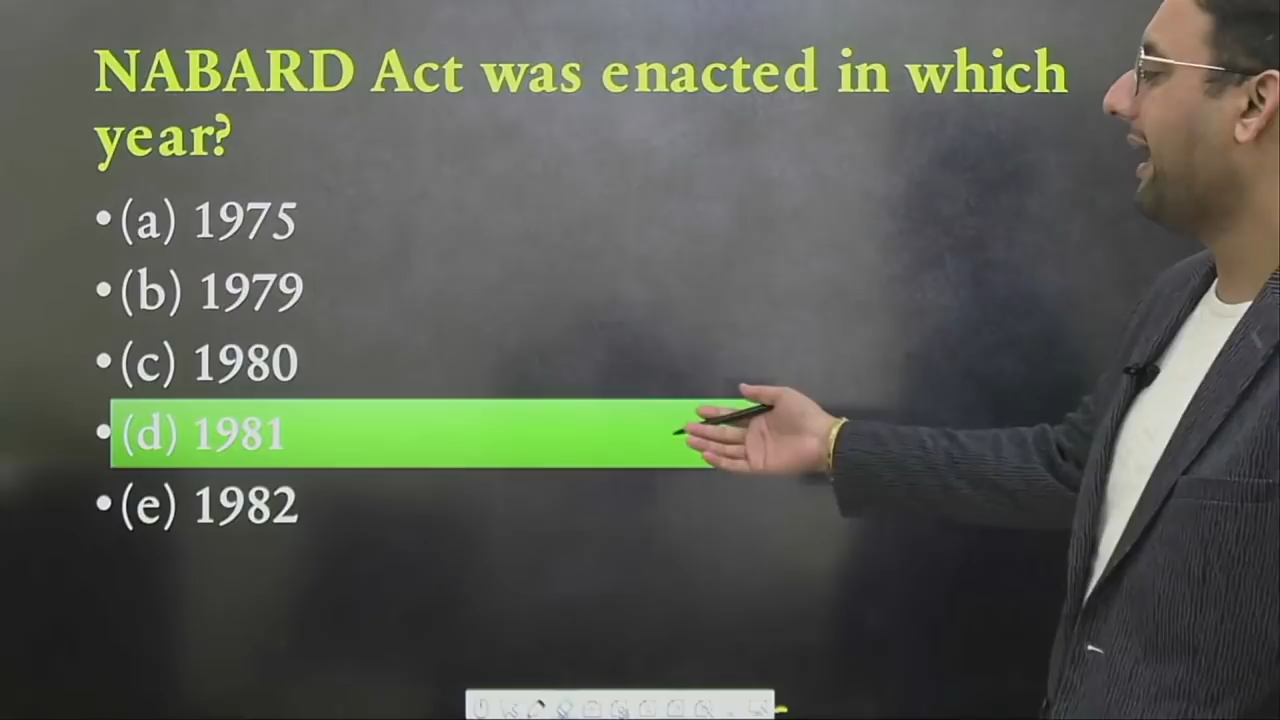 NABARD Act was enacted in which
year?
• (a) 1975
• (b) 1979
• (c) 1980
• (d) 1981
• (e) 1982